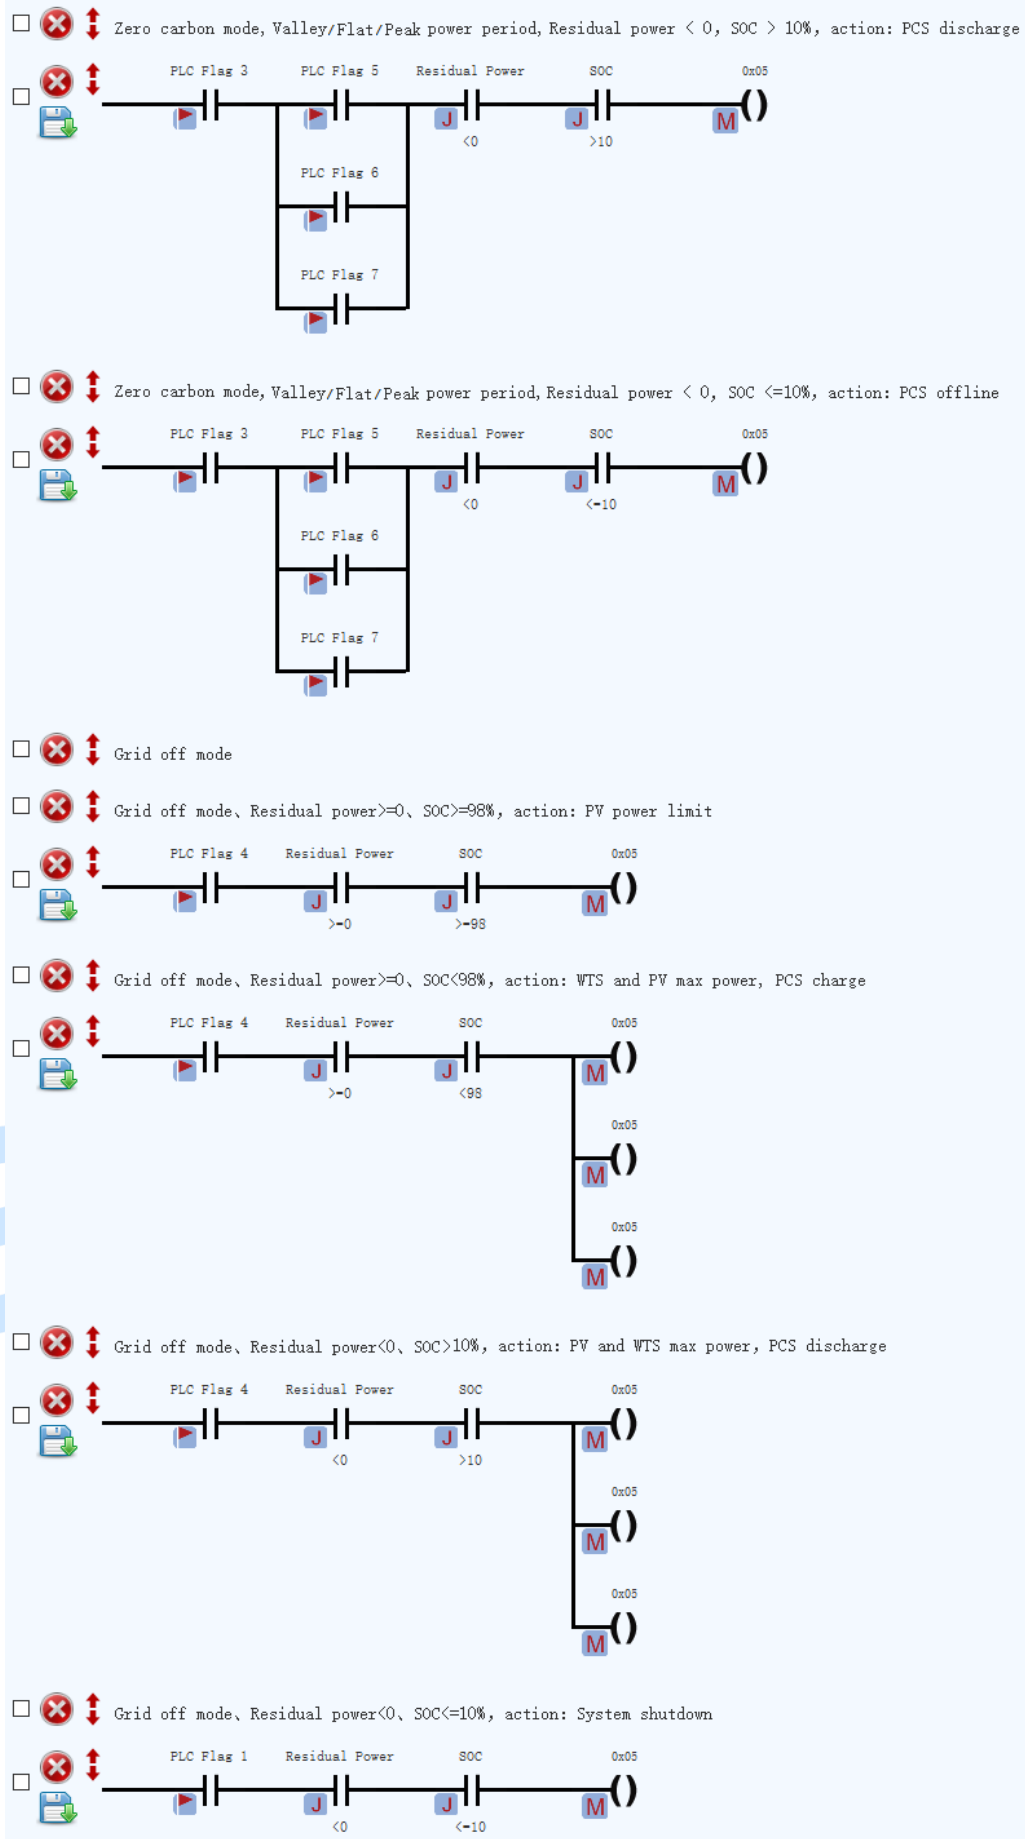 Zero carbon mode, Valley/Flat/Peak power period, Residual power < 0, SOC > 10%, action: PCS discharge
PLC Flag 3 PLC Flag 5 Residual Power SOC 0x05
J J M
<0 >10
PLC Flag 6
PLC Flag 7
Zero carbon mode, Valley/Flat/Peak power period, Residual power < 0, SOC <=10%, action: PCS offline
PLC Flag 3 PLC Flag 5 Residual Power SOC 0x05
J J M
<0 <=10
PLC Flag 6
PLC Flag 7
Grid off mode
Grid off mode、Residual power>=0、SOC>=98%, action: PV power limit
PLC Flag 4 Residual Power SOC 0x05
J J M
>=0 >=98
Grid off mode、Residual power>=0、SOC<98%, action: WTS and PV max power, PCS charge
PLC Flag 4 Residual Power SOC 0x05
J J M
>=0 <98
0x05
M
0x05
M
Grid off mode、Residual power<0、SOC>10%, action: PV and WTS max power, PCS discharge
PLC Flag 4 Residual Power SOC 0x05
J J M
<0 >10
0x05
M
0x05
M
Grid off mode、Residual power<0、SOC<=10%, action: System shutdown
PLC Flag 1 Residual Power SOC 0x05
J J M
<0 <=10